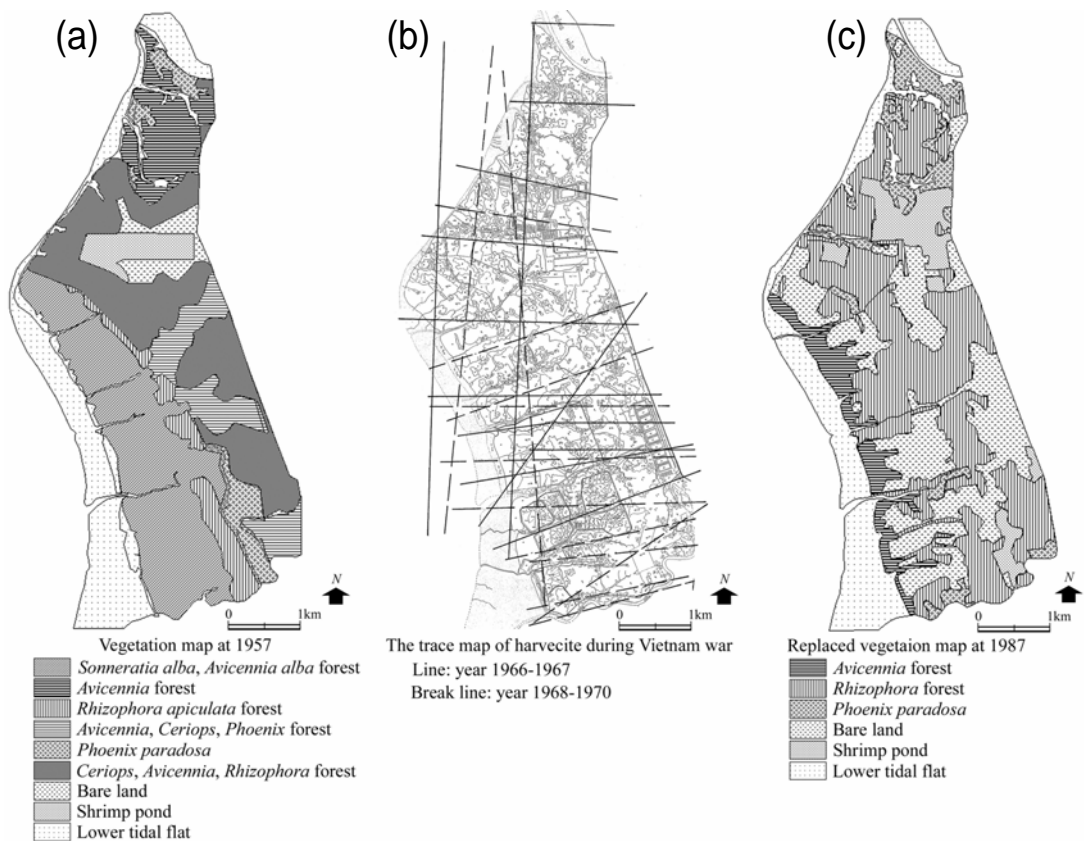 (a)
(b)
(c)
N
0 1km
Vegetation map at 1957
Sonneratia alba, Avicennia alba forest
Avicennia forest
Rhizophora apiculata forest
Avicennia, Ceriops, Phoenix forest
Phoenix paradosa
Ceriops, Avicennia, Rhizophora forest
Bare land
Shrimp pond
Lower tidal flat
N
0 1km
The trace map of harvecite during Vietnam war
Line: year 1966-1967
Break line: year 1968-1970
N
0 1km
Replaced vegetaion map at 1987
Avicennia forest
Rhizophora forest
Phoenix paradosa
Bare land
Shrimp pond
Lower tidal flat